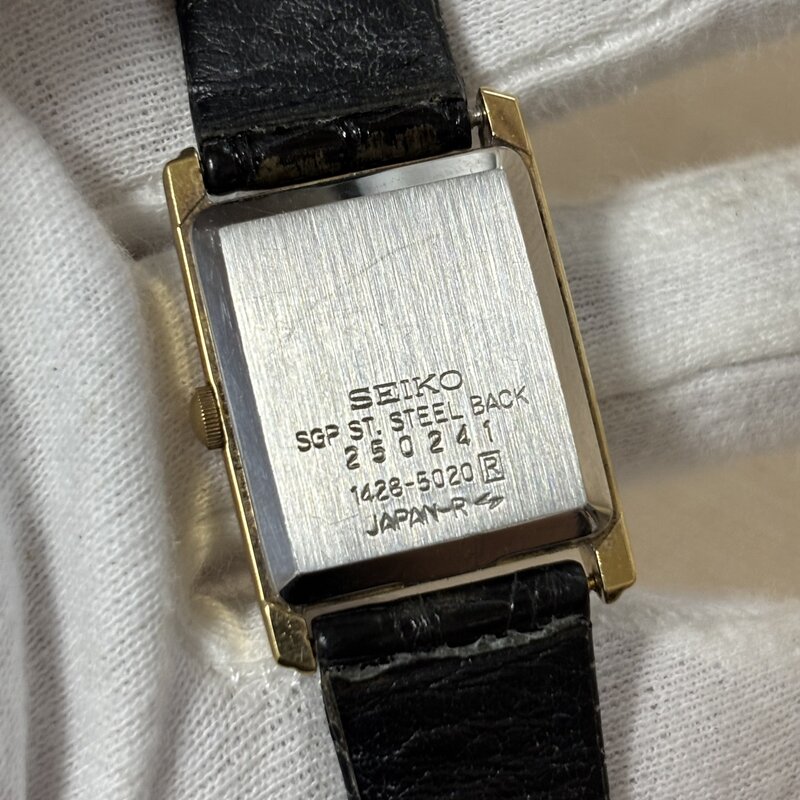 SEIKO
SGP ST. STEEL BACK
250241
1428-5020 R
JAPAN-R